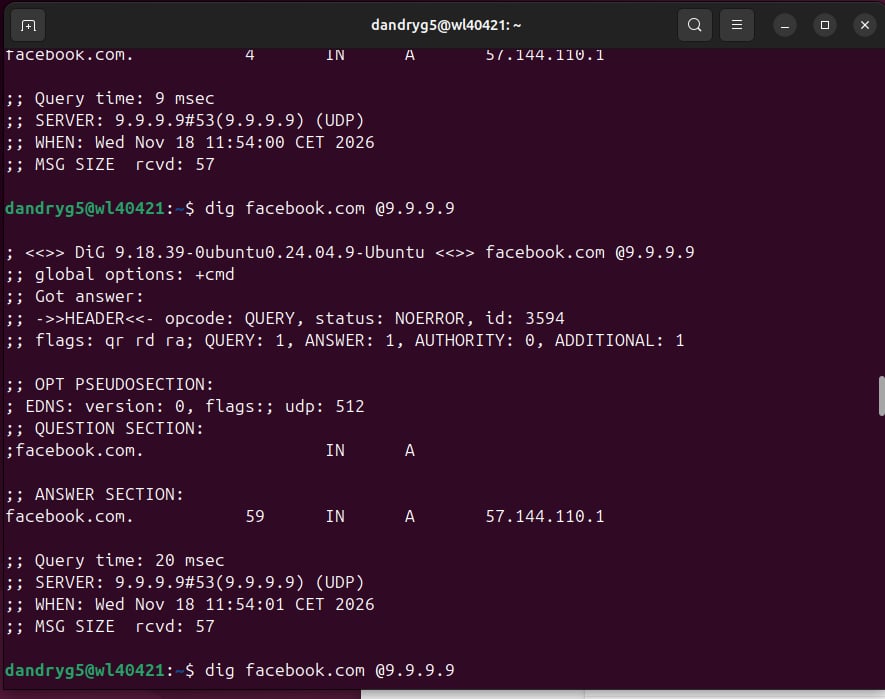 dandryg5@wl40421: ~
facebook.com. 4 IN A 57.144.110.1
;; Query time: 9 msec
;; SERVER: 9.9.9.9#53(9.9.9.9) (UDP)
;; WHEN: Wed Nov 18 11:54:00 CET 2026
;; MSG SIZE  rcvd: 57
dandryg5@wl40421:~$ dig facebook.com @9.9.9.9
; <<>> DiG 9.18.39-0ubuntu0.24.04.9-Ubuntu <<>> facebook.com @9.9.9.9
;; global options: +cmd
;; Got answer:
;; ->>HEADER<<- opcode: QUERY, status: NOERROR, id: 3594
;; flags: qr rd ra; QUERY: 1, ANSWER: 1, AUTHORITY: 0, ADDITIONAL: 1
;; OPT PSEUDOSECTION:
; EDNS: version: 0, flags:; udp: 512
;; QUESTION SECTION:
;facebook.com. IN A
;; ANSWER SECTION:
facebook.com. 59 IN A 57.144.110.1
;; Query time: 20 msec
;; SERVER: 9.9.9.9#53(9.9.9.9) (UDP)
;; WHEN: Wed Nov 18 11:54:01 CET 2026
;; MSG SIZE  rcvd: 57
dandryg5@wl40421:~$ dig facebook.com @9.9.9.9